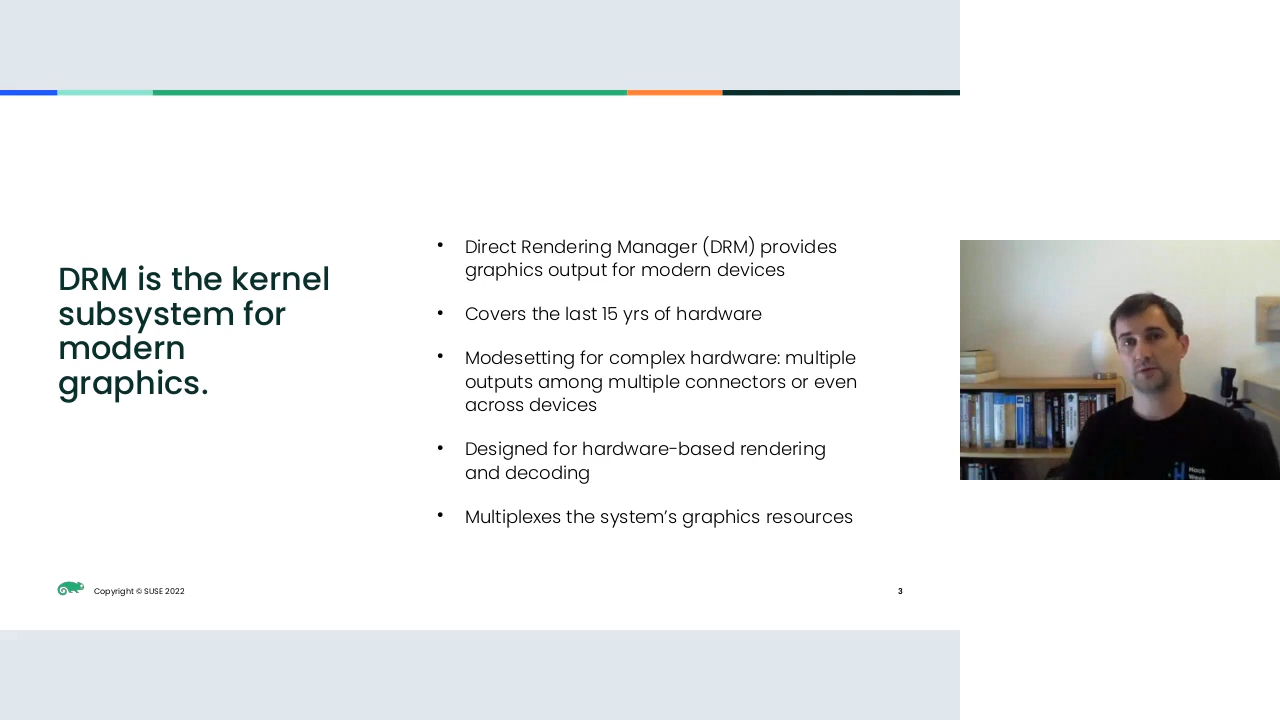 DRM is the kernel
subsystem for
modern
graphics.
• Direct Rendering Manager (DRM) provides
graphics output for modern devices
• Covers the last 15 yrs of hardware
• Modesetting for complex hardware: multiple
outputs among multiple connectors or even
across devices
• Designed for hardware-based rendering
and decoding
• Multiplexes the system’s graphics resources
Copyright © SUSE 2022
3
Hack
Week